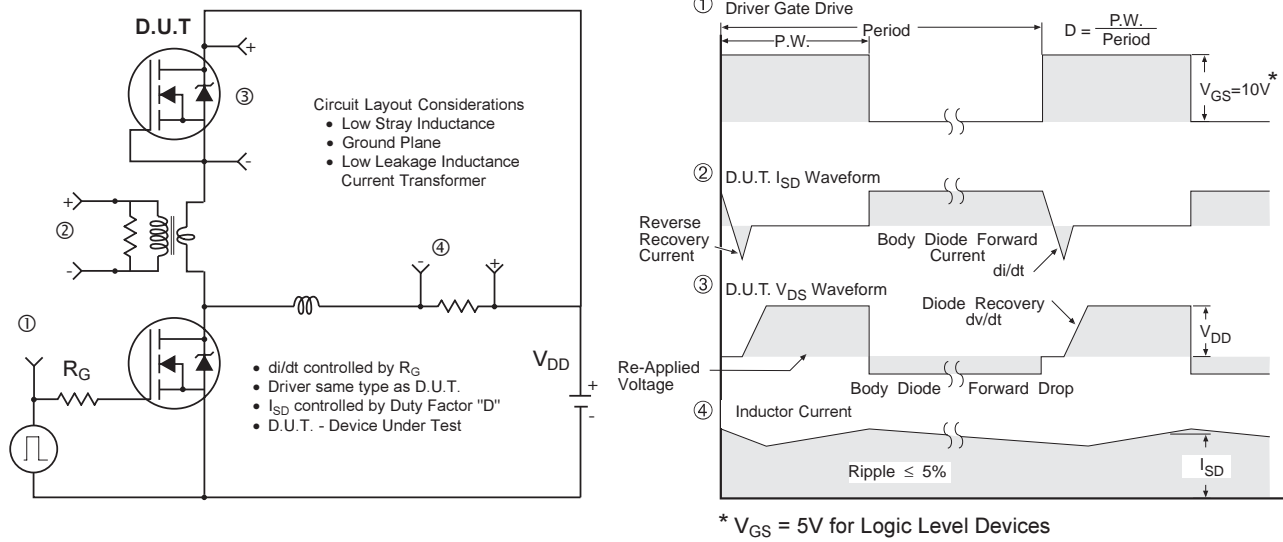 D.U.T
+
③
-
Circuit Layout Considerations
• Low Stray Inductance
• Ground Plane
• Low Leakage Inductance
Current Transformer
+
②
-
④
-
+
①
R_G
V_DD
+
-
• di/dt controlled by R_G
• Driver same type as D.U.T.
• I_SD controlled by Duty Factor "D"
• D.U.T. - Device Under Test
① Driver Gate Drive
P.W.
Period
D = P.W. / Period
V_GS=10V*
② D.U.T. I_SD Waveform
Reverse
Recovery
Current
Body Diode Forward
Current
di/dt
③ D.U.T. V_DS Waveform
Diode Recovery
dv/dt
V_DD
Re-Applied
Voltage
Body Diode Forward Drop
④ Inductor Current
Ripple ≤ 5%
I_SD
* V_GS = 5V for Logic Level Devices